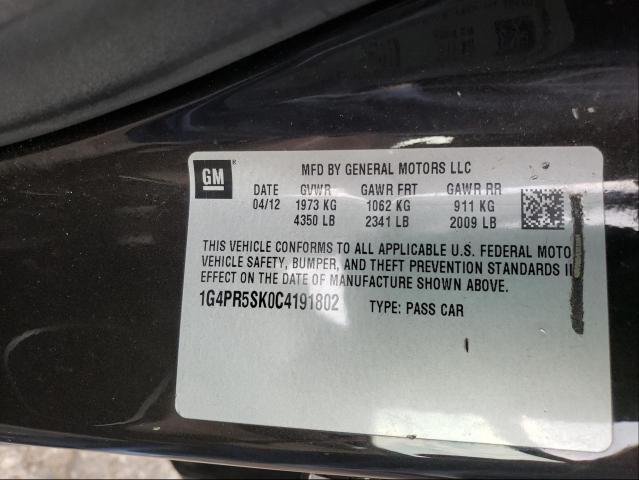 GM
MFD BY GENERAL MOTORS LLC
DATE GVWR GAWR FRT GAWR RR
04/12 1973 KG 1062 KG 911 KG
4350 LB 2341 LB 2009 LB
THIS VEHICLE CONFORMS TO ALL APPLICABLE U.S. FEDERAL MOTO
VEHICLE SAFETY, BUMPER, AND THEFT PREVENTION STANDARDS I
EFFECT ON THE DATE OF MANUFACTURE SHOWN ABOVE.
1G4PR5SK0C4191802 TYPE: PASS CAR